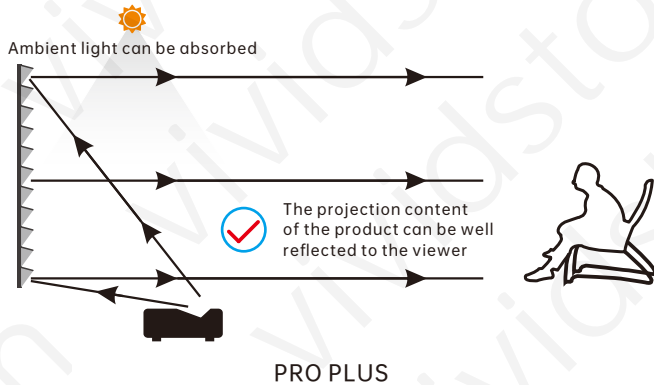 Ambient light can be absorbed
The projection content
of the product can be well
reflected to the viewer
PRO PLUS
vividstorm